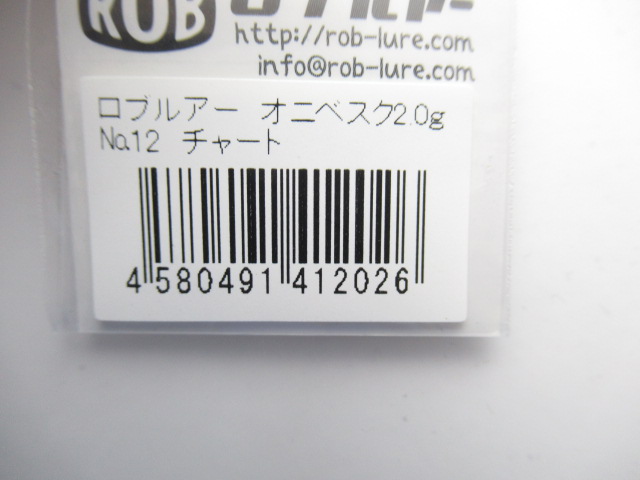 ROB
http://rob-lure.com
info@rob-lure.com
ロブルアー オニベスク2.0g
No.12 チャート
4 580491 412026